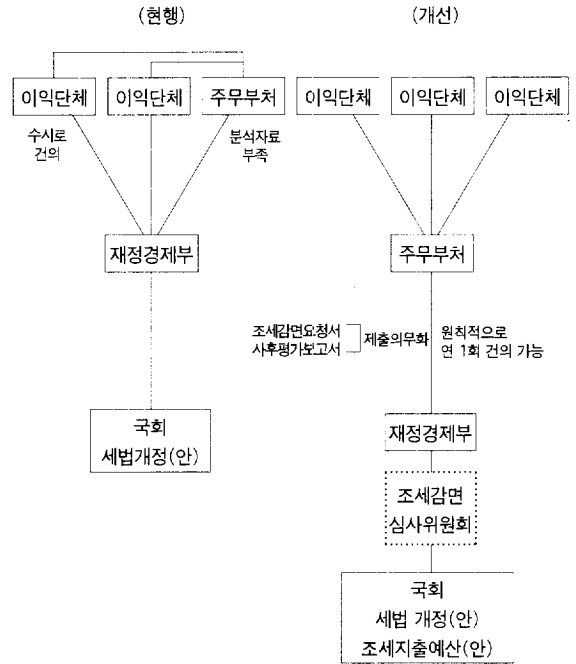 (현행)
이익단체
이익단체
주무부처
수시로
건의
분석자료
부족
재정경제부
국회
세법개정(안)
(개선)
이익단체
이익단체
이익단체
주무부처
조세감면요청서
사후평가보고서
제출의무화
원칙적으로
연 1회 건의 가능
재정경제부
조세감면
심사위원회
국회
세법 개정(안)
조세지출예산(안)